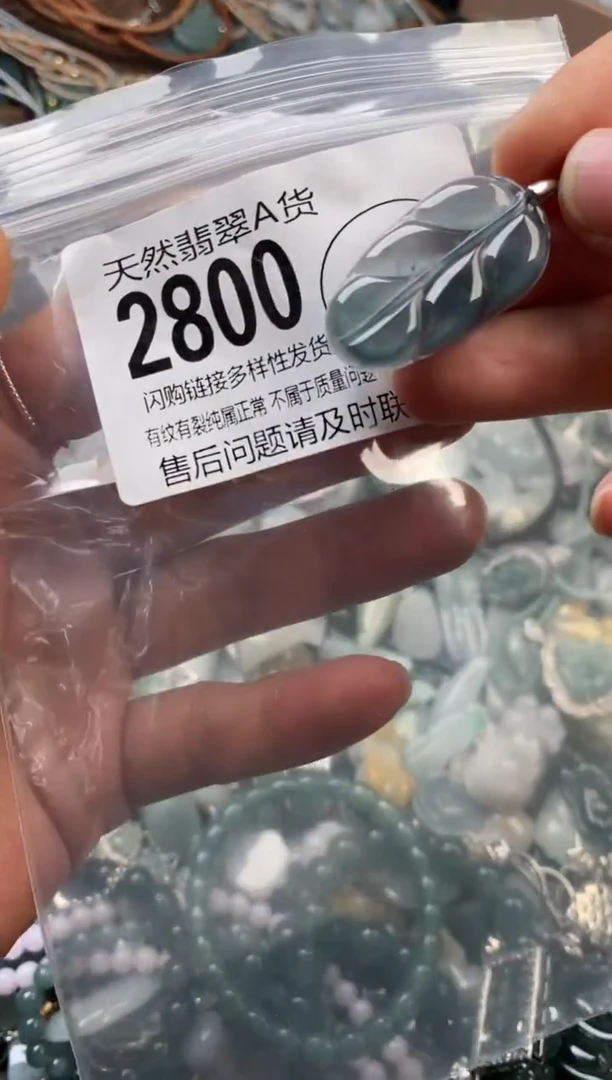 天然翡翠A货
2800
闪购链接多样性发货
有纹有裂纯属正常 不属于质量问题
售后问题请及时联